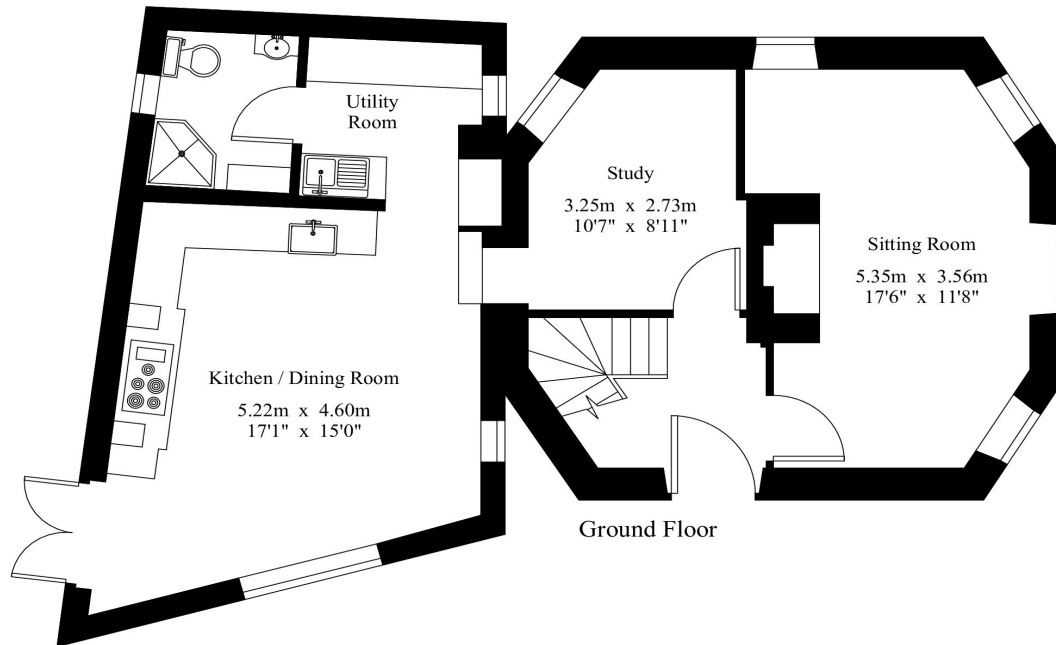 Utility
Room
Study
3.25m x 2.73m
10'7" x 8'11"
Sitting Room
5.35m x 3.56m
17'6" x 11'8"
Kitchen / Dining Room
5.22m x 4.60m
17'1" x 15'0"
Ground Floor